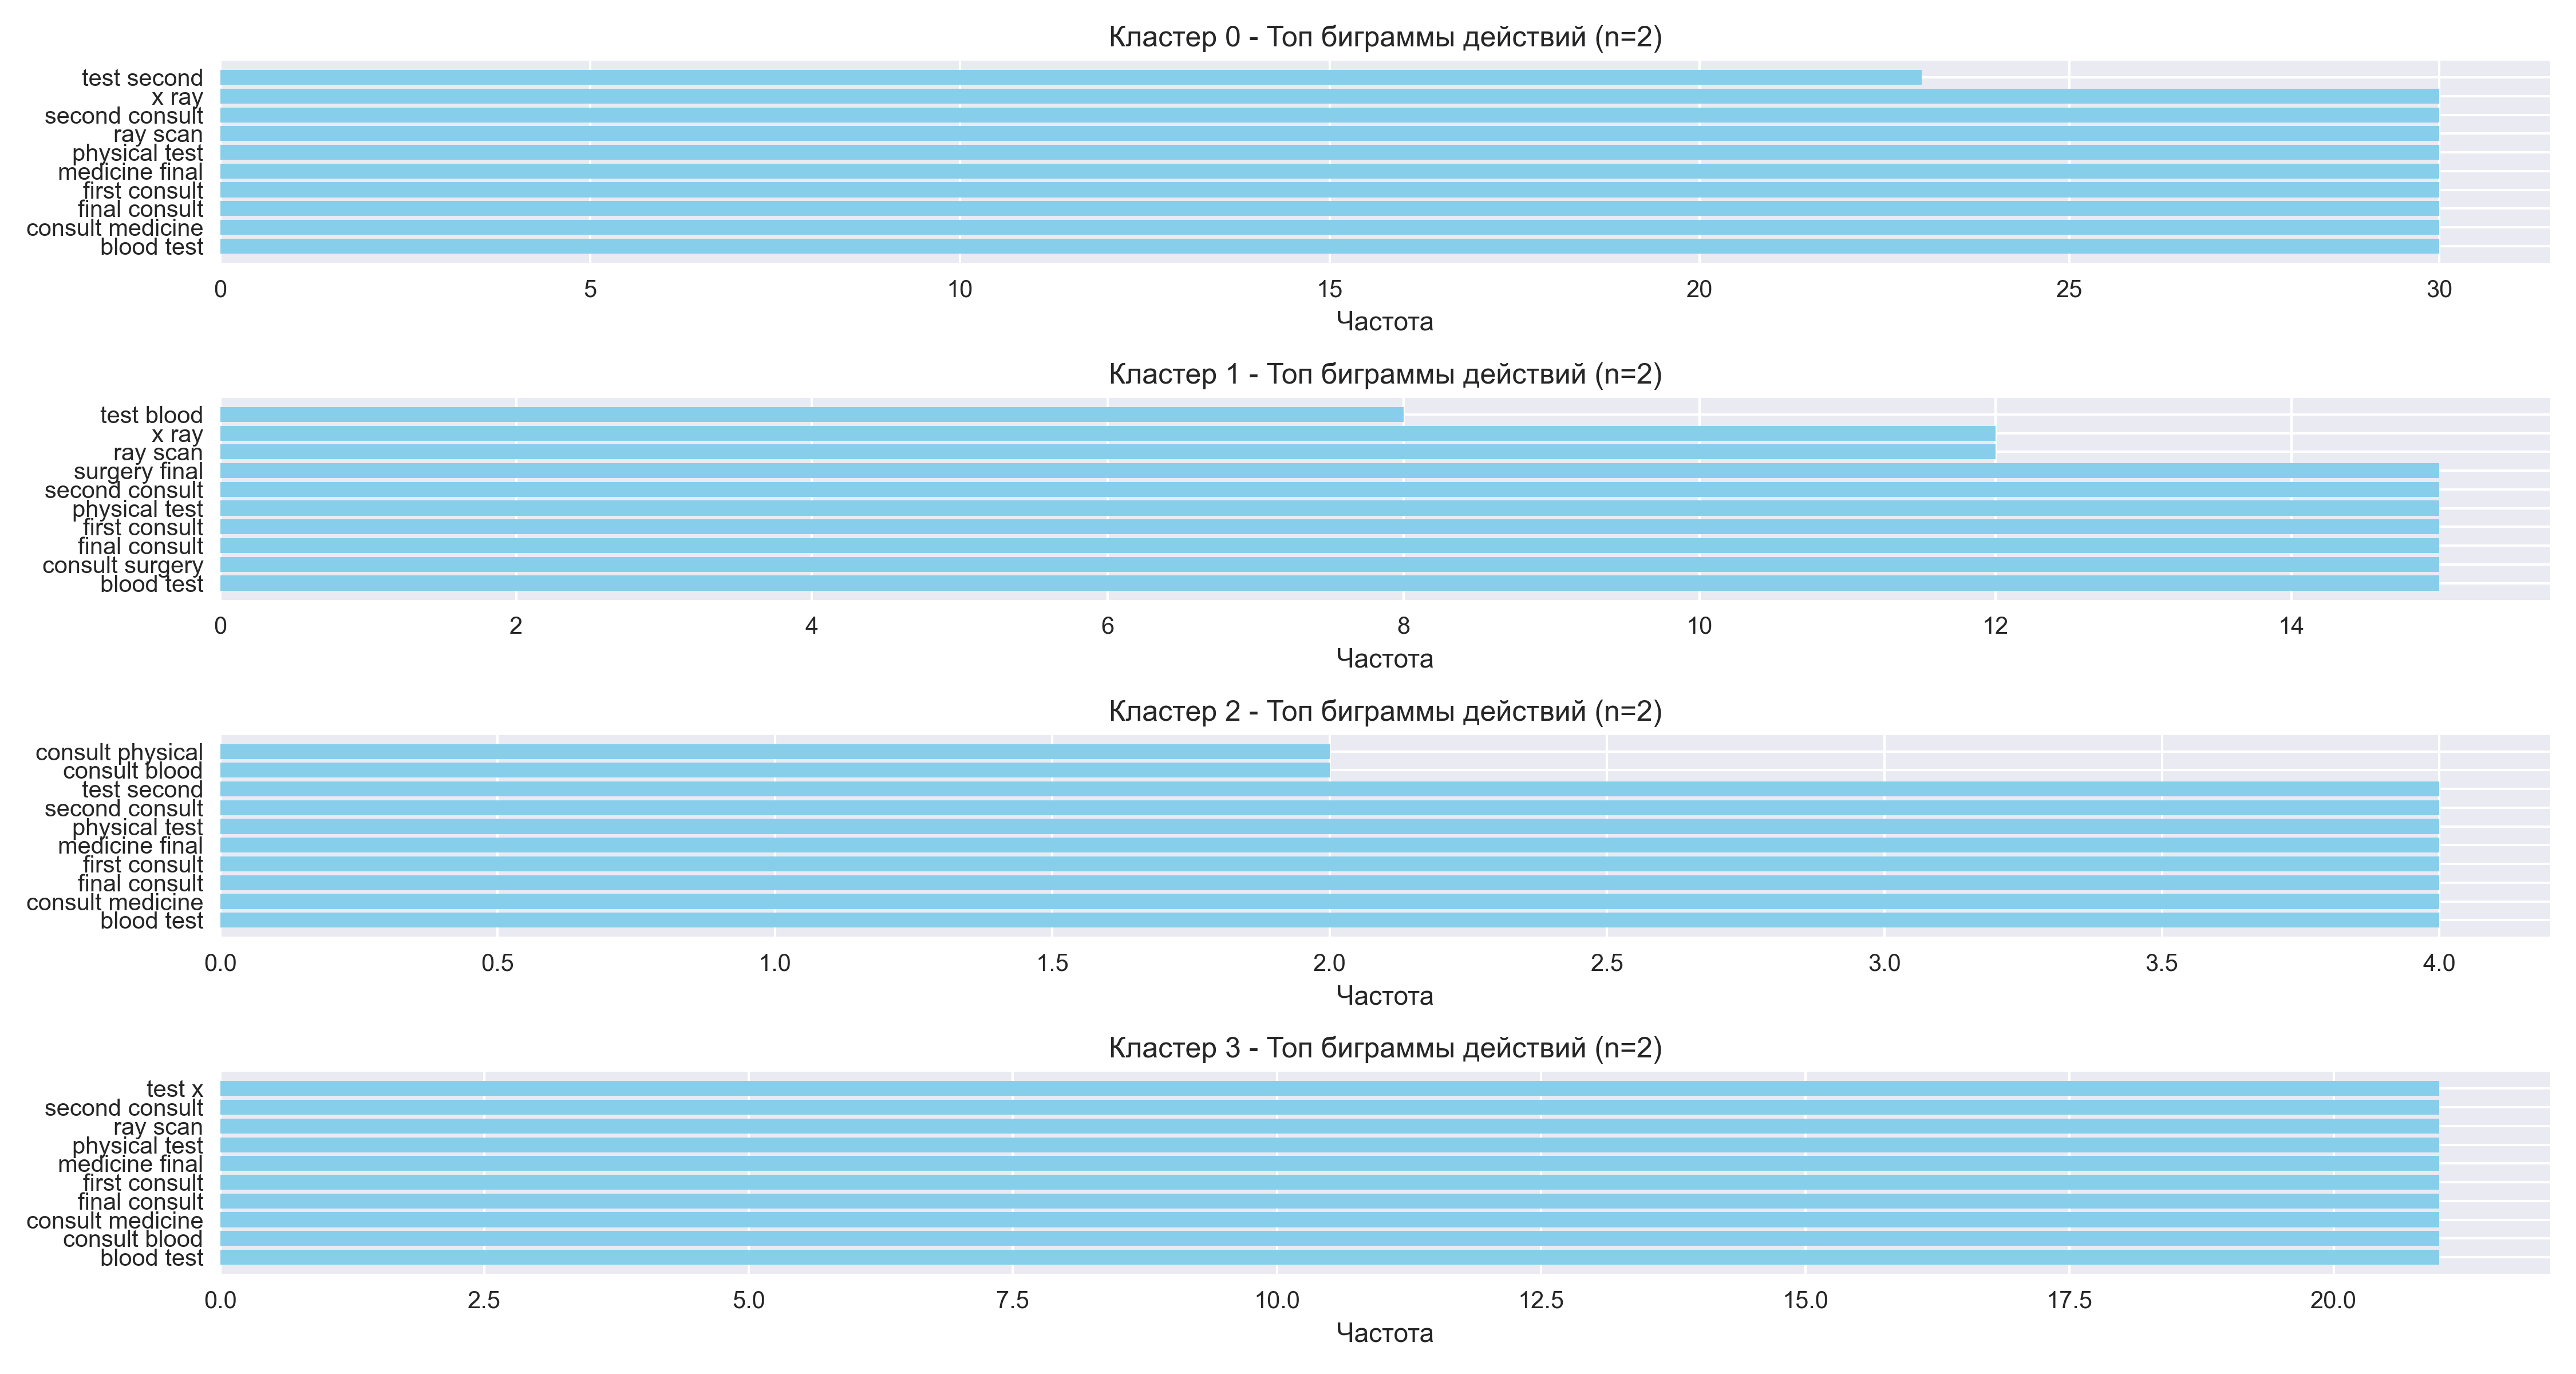 Кластер 0 - Топ биграммы действий (n=2)
test second
x ray
second consult
ray scan
physical test
medicine final
first consult
final consult
consult medicine
blood test
0 5 10 15 20 25 30
Частота
Кластер 1 - Топ биграммы действий (n=2)
test blood
x ray
ray scan
surgery final
second consult
physical test
first consult
final consult
consult surgery
blood test
0 2 4 6 8 10 12 14
Частота
Кластер 2 - Топ биграммы действий (n=2)
consult physical
consult blood
test second
second consult
physical test
medicine final
first consult
final consult
consult medicine
blood test
0.0 0.5 1.0 1.5 2.0 2.5 3.0 3.5 4.0
Частота
Кластер 3 - Топ биграммы действий (n=2)
test x
second consult
ray scan
physical test
medicine final
first consult
final consult
consult medicine
consult blood
blood test
0.0 2.5 5.0 7.5 10.0 12.5 15.0 17.5 20.0
Частота